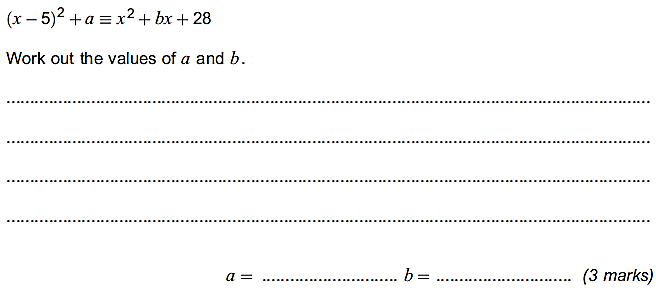 (x – 5)² + a ≡ x² + bx + 28
Work out the values of a and b.
................................................................................
................................................................................
................................................................................
................................................................................
a = .............................. b = .............................. (3 marks)